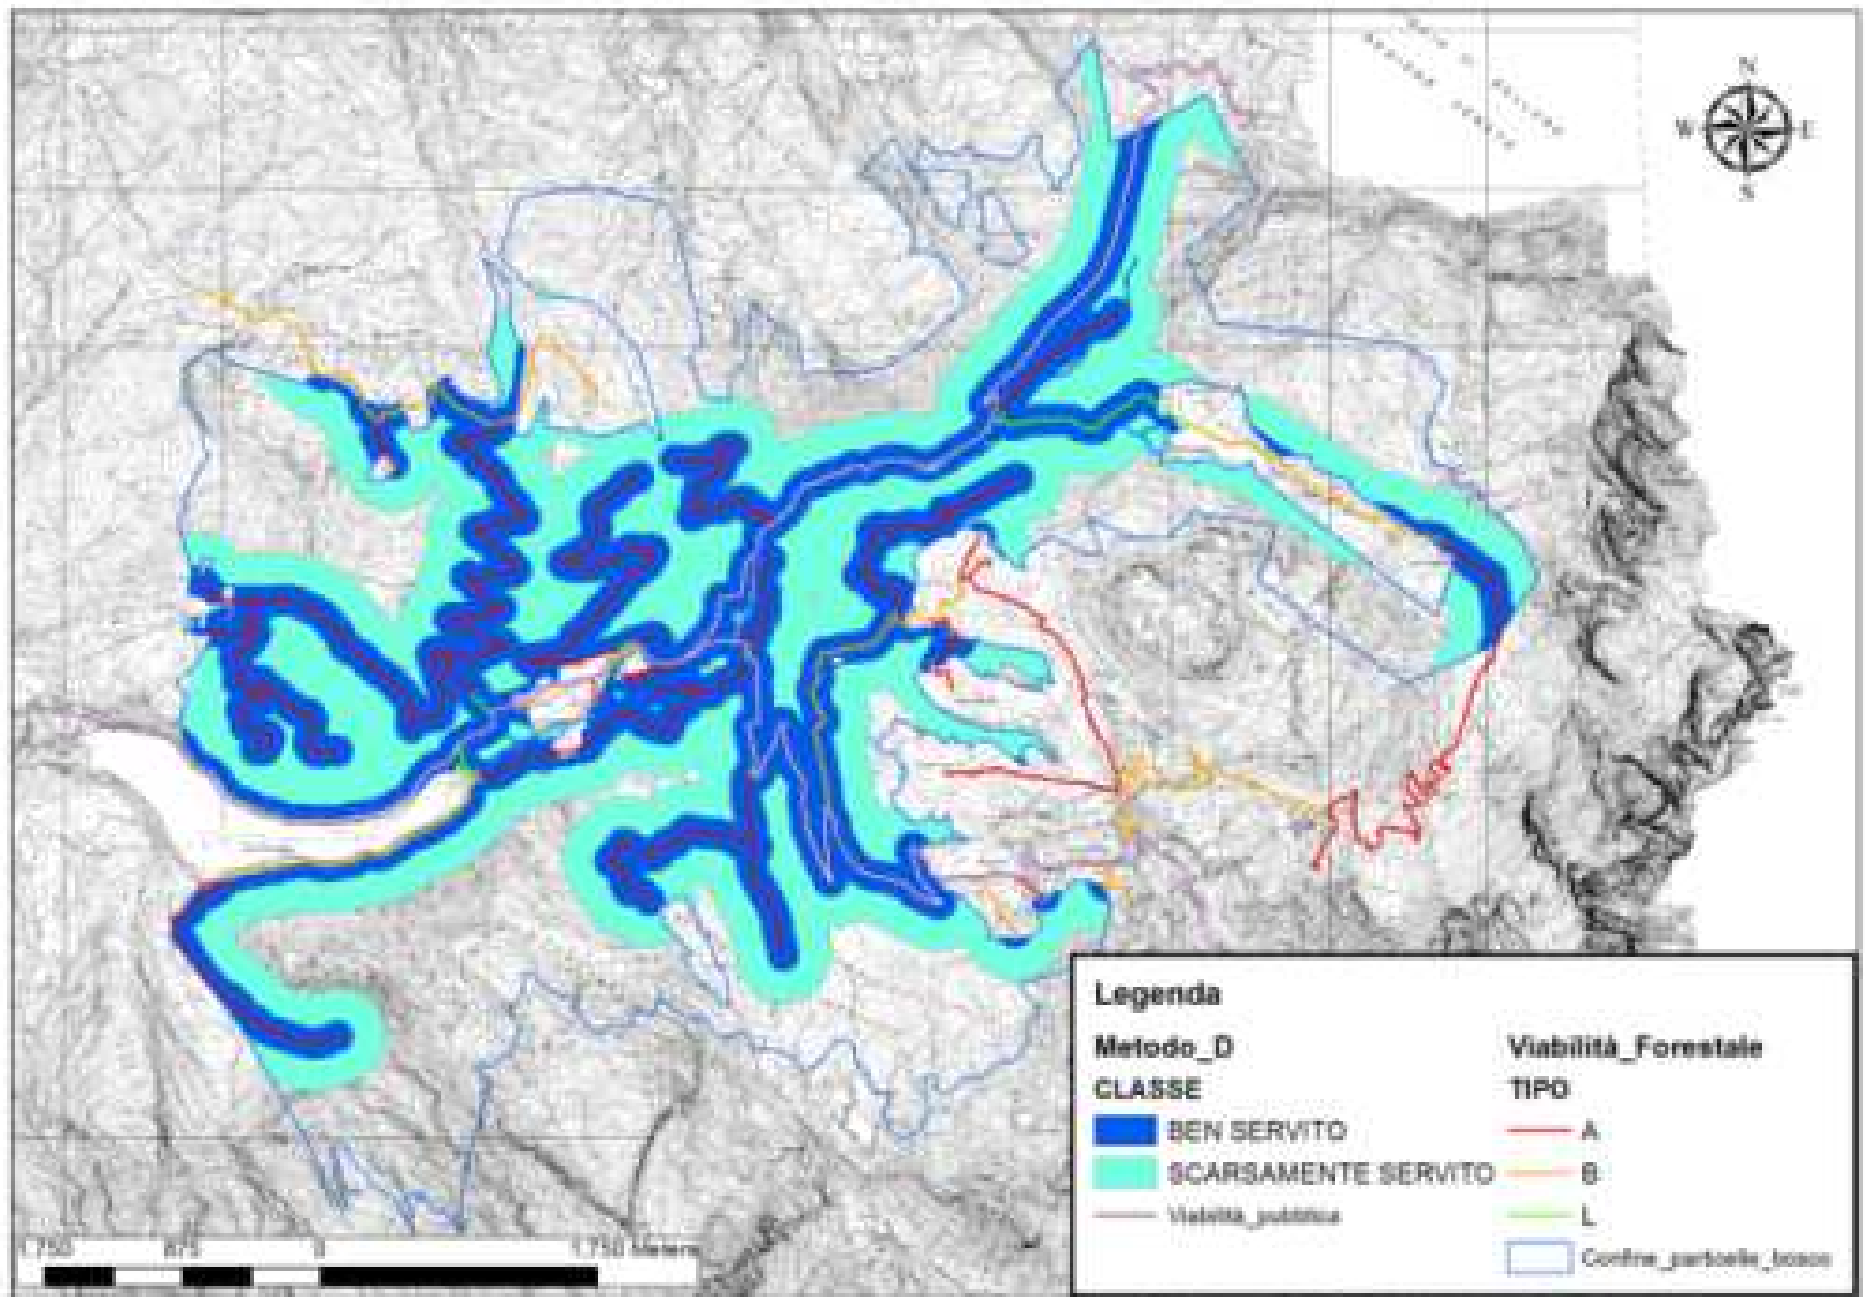 N
W E
S
Legenda
Metodo_D
CLASSE
BEN SERVITO
SCARSAMENTE SERVITO
Viabilità_pubblica
Viabilità_Forestale
TIPO
A
B
L
Confine_particelle_bosco
1.750 875 0 1.750 Meters